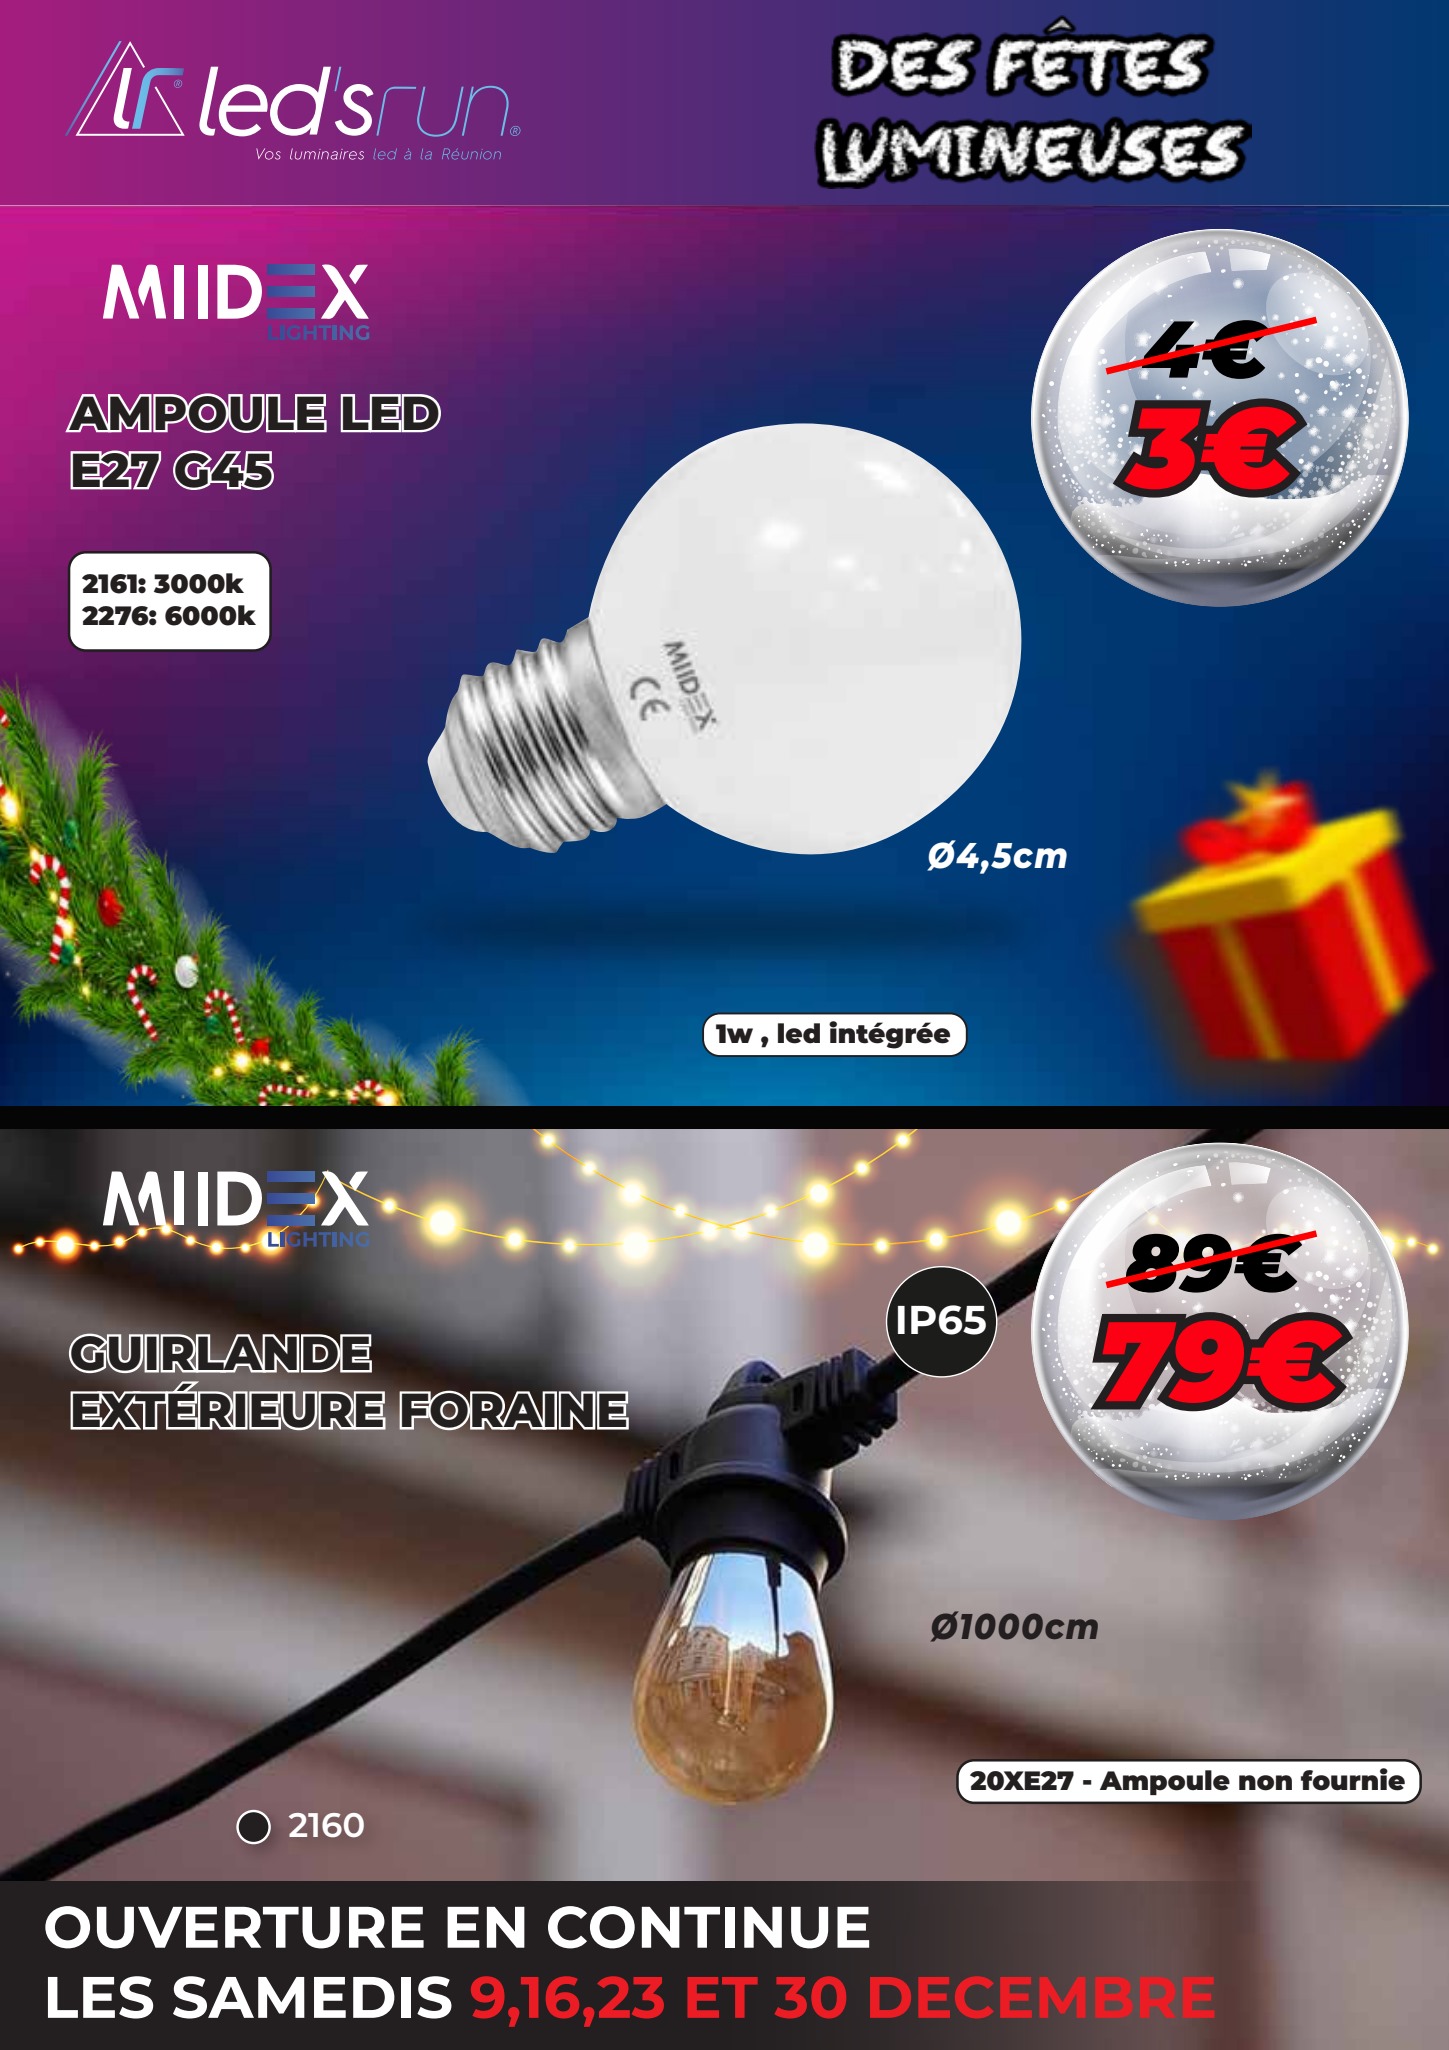 led'srun®
Vos luminaires led à la Réunion
DES FÊTES
LUMINEUSES
MIIDEX
LIGHTING
4€
3€
AMPOULE LED
E27 G45
2161: 3000k
2276: 6000k
MIIDEX
CE
Ø4,5cm
1w , led intégrée
MIIDEX
LIGHTING
89€
79€
IP65
GUIRLANDE
EXTÉRIEURE FORAINE
Ø1000cm
20XE27 - Ampoule non fournie
2160
OUVERTURE EN CONTINUE
LES SAMEDIS 9,16,23 ET 30 DECEMBRE